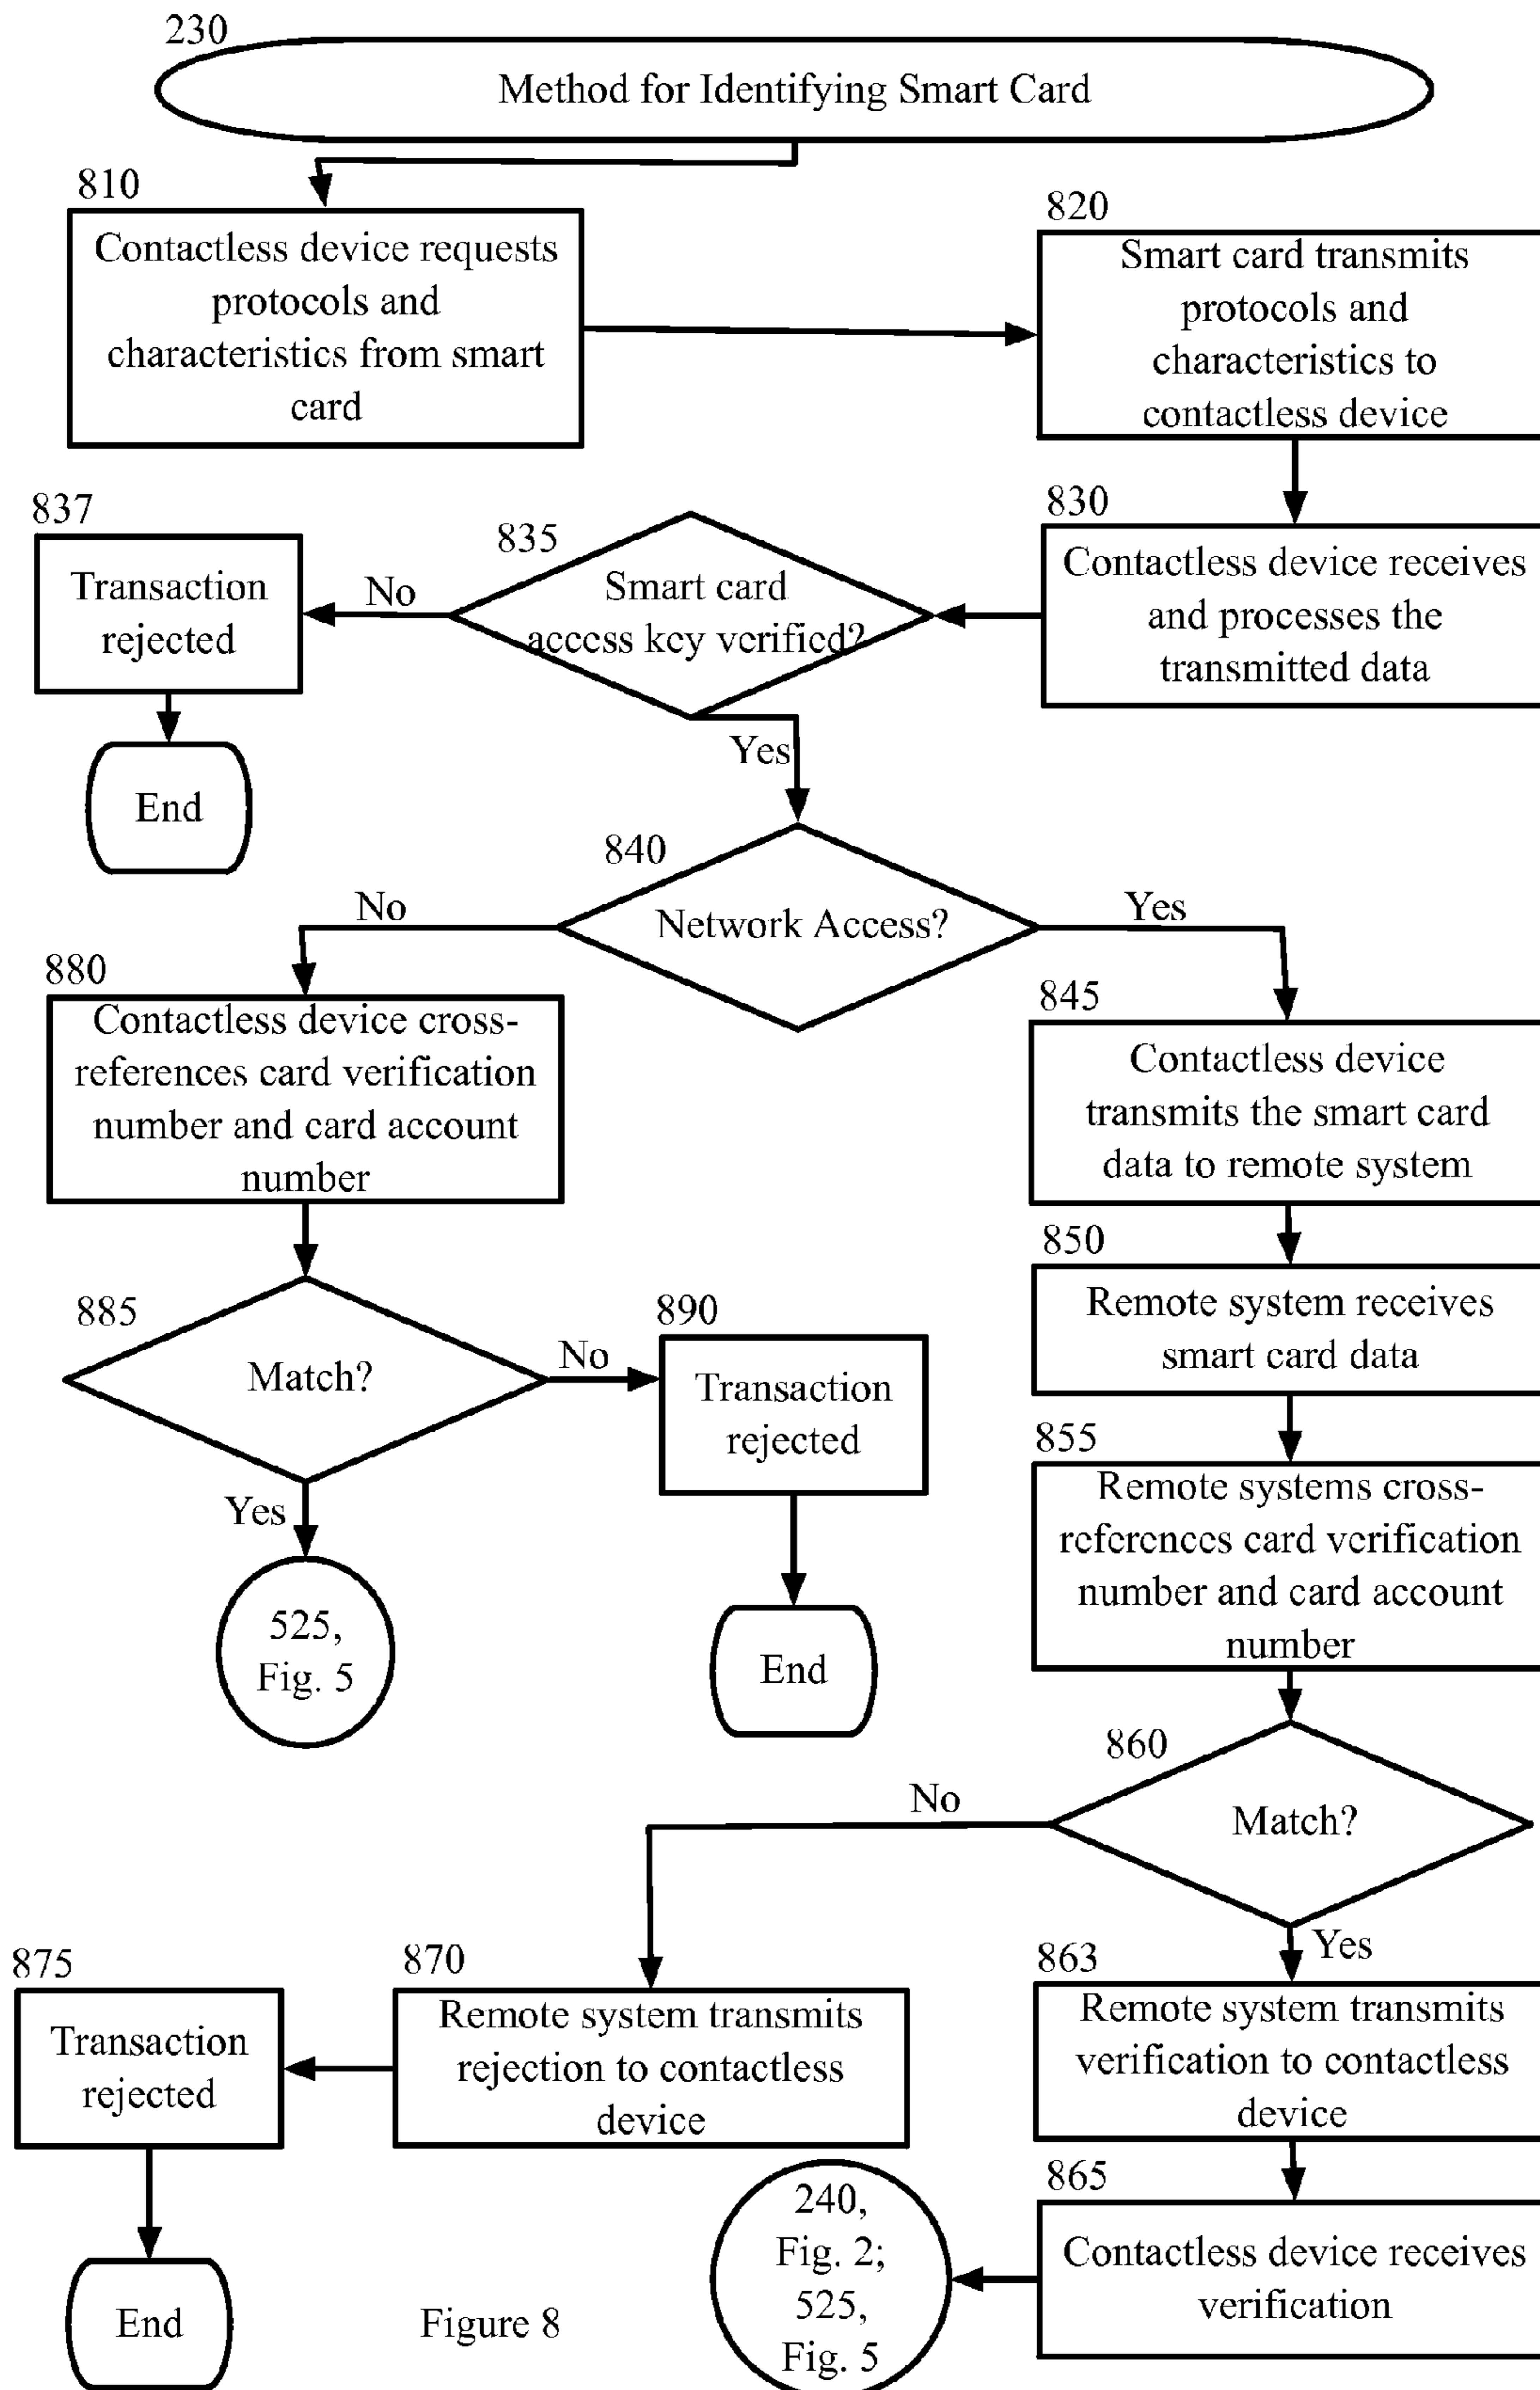 230
Method for Identifying Smart Card
810
Contactless device requests
protocols and
characteristics from smart
card
820
Smart card transmits
protocols and
characteristics to
contactless device
830
Contactless device receives
and processes the
transmitted data
835
Smart card
access key verified?
No
837
Transaction
rejected
End
Yes
840
Network Access?
No
Yes
880
Contactless device cross-
references card verification
number and card account
number
845
Contactless device
transmits the smart card
data to remote system
850
Remote system receives
smart card data
885
Match?
No
890
Transaction
rejected
End
Yes
525,
Fig. 5
855
Remote systems cross-
references card verification
number and card account
number
860
Match?
No
Yes
863
Remote system transmits
verification to contactless
device
870
Remote system transmits
rejection to contactless
device
875
Transaction
rejected
End
865
Contactless device receives
verification
240,
Fig. 2;
525,
Fig. 5
Figure 8